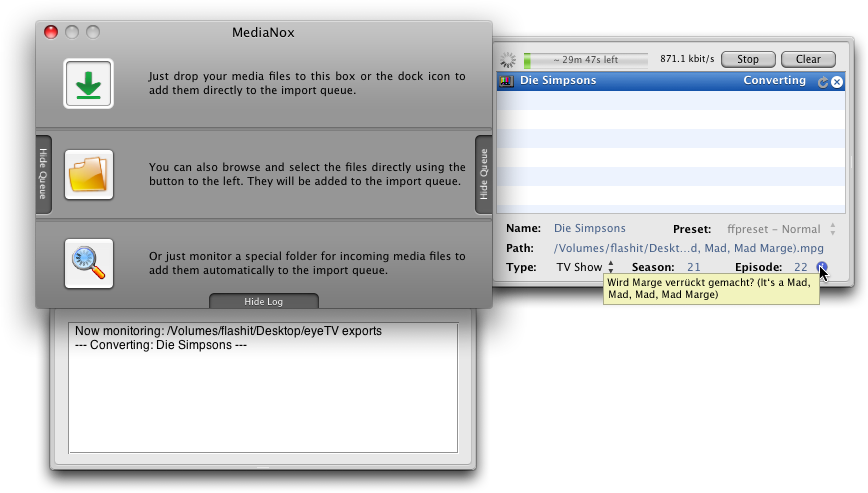 MediaNox
Just drop your media files to this box or the dock icon to
add them directly to the import queue.
Hide Queue
You can also browse and select the files directly using the
button to the left. They will be added to the import queue.
Hide Queue
Or just monitor a special folder for incoming media files to
add them automatically to the import queue.
Hide Log
Now monitoring: /Volumes/flashit/Desktop/eyeTV exports
--- Converting: Die Simpsons ---
~ 29m 47s left 871.1 kbit/s Stop Clear
Die Simpsons Converting
Name: Die Simpsons Preset: ffpreset - Normal
Path: /Volumes/flashit/Deskt...d, Mad, Mad Marge).mpg
Type: TV Show Season: 21 Episode: 22
Wird Marge verrückt gemacht? (It's a Mad,
Mad, Mad, Mad Marge)